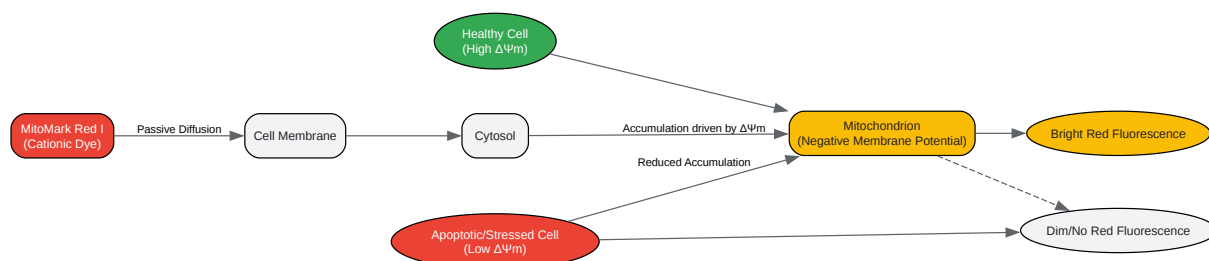 Healthy Cell
(High ΔΨm)
MitoMark Red I
(Cationic Dye)
Passive Diffusion
Cell Membrane
Cytosol
Accumulation driven by ΔΨm
Mitochondrion
(Negative Membrane Potential)
Bright Red Fluorescence
Reduced Accumulation
Apoptotic/Stressed Cell
(Low ΔΨm)
Dim/No Red Fluorescence